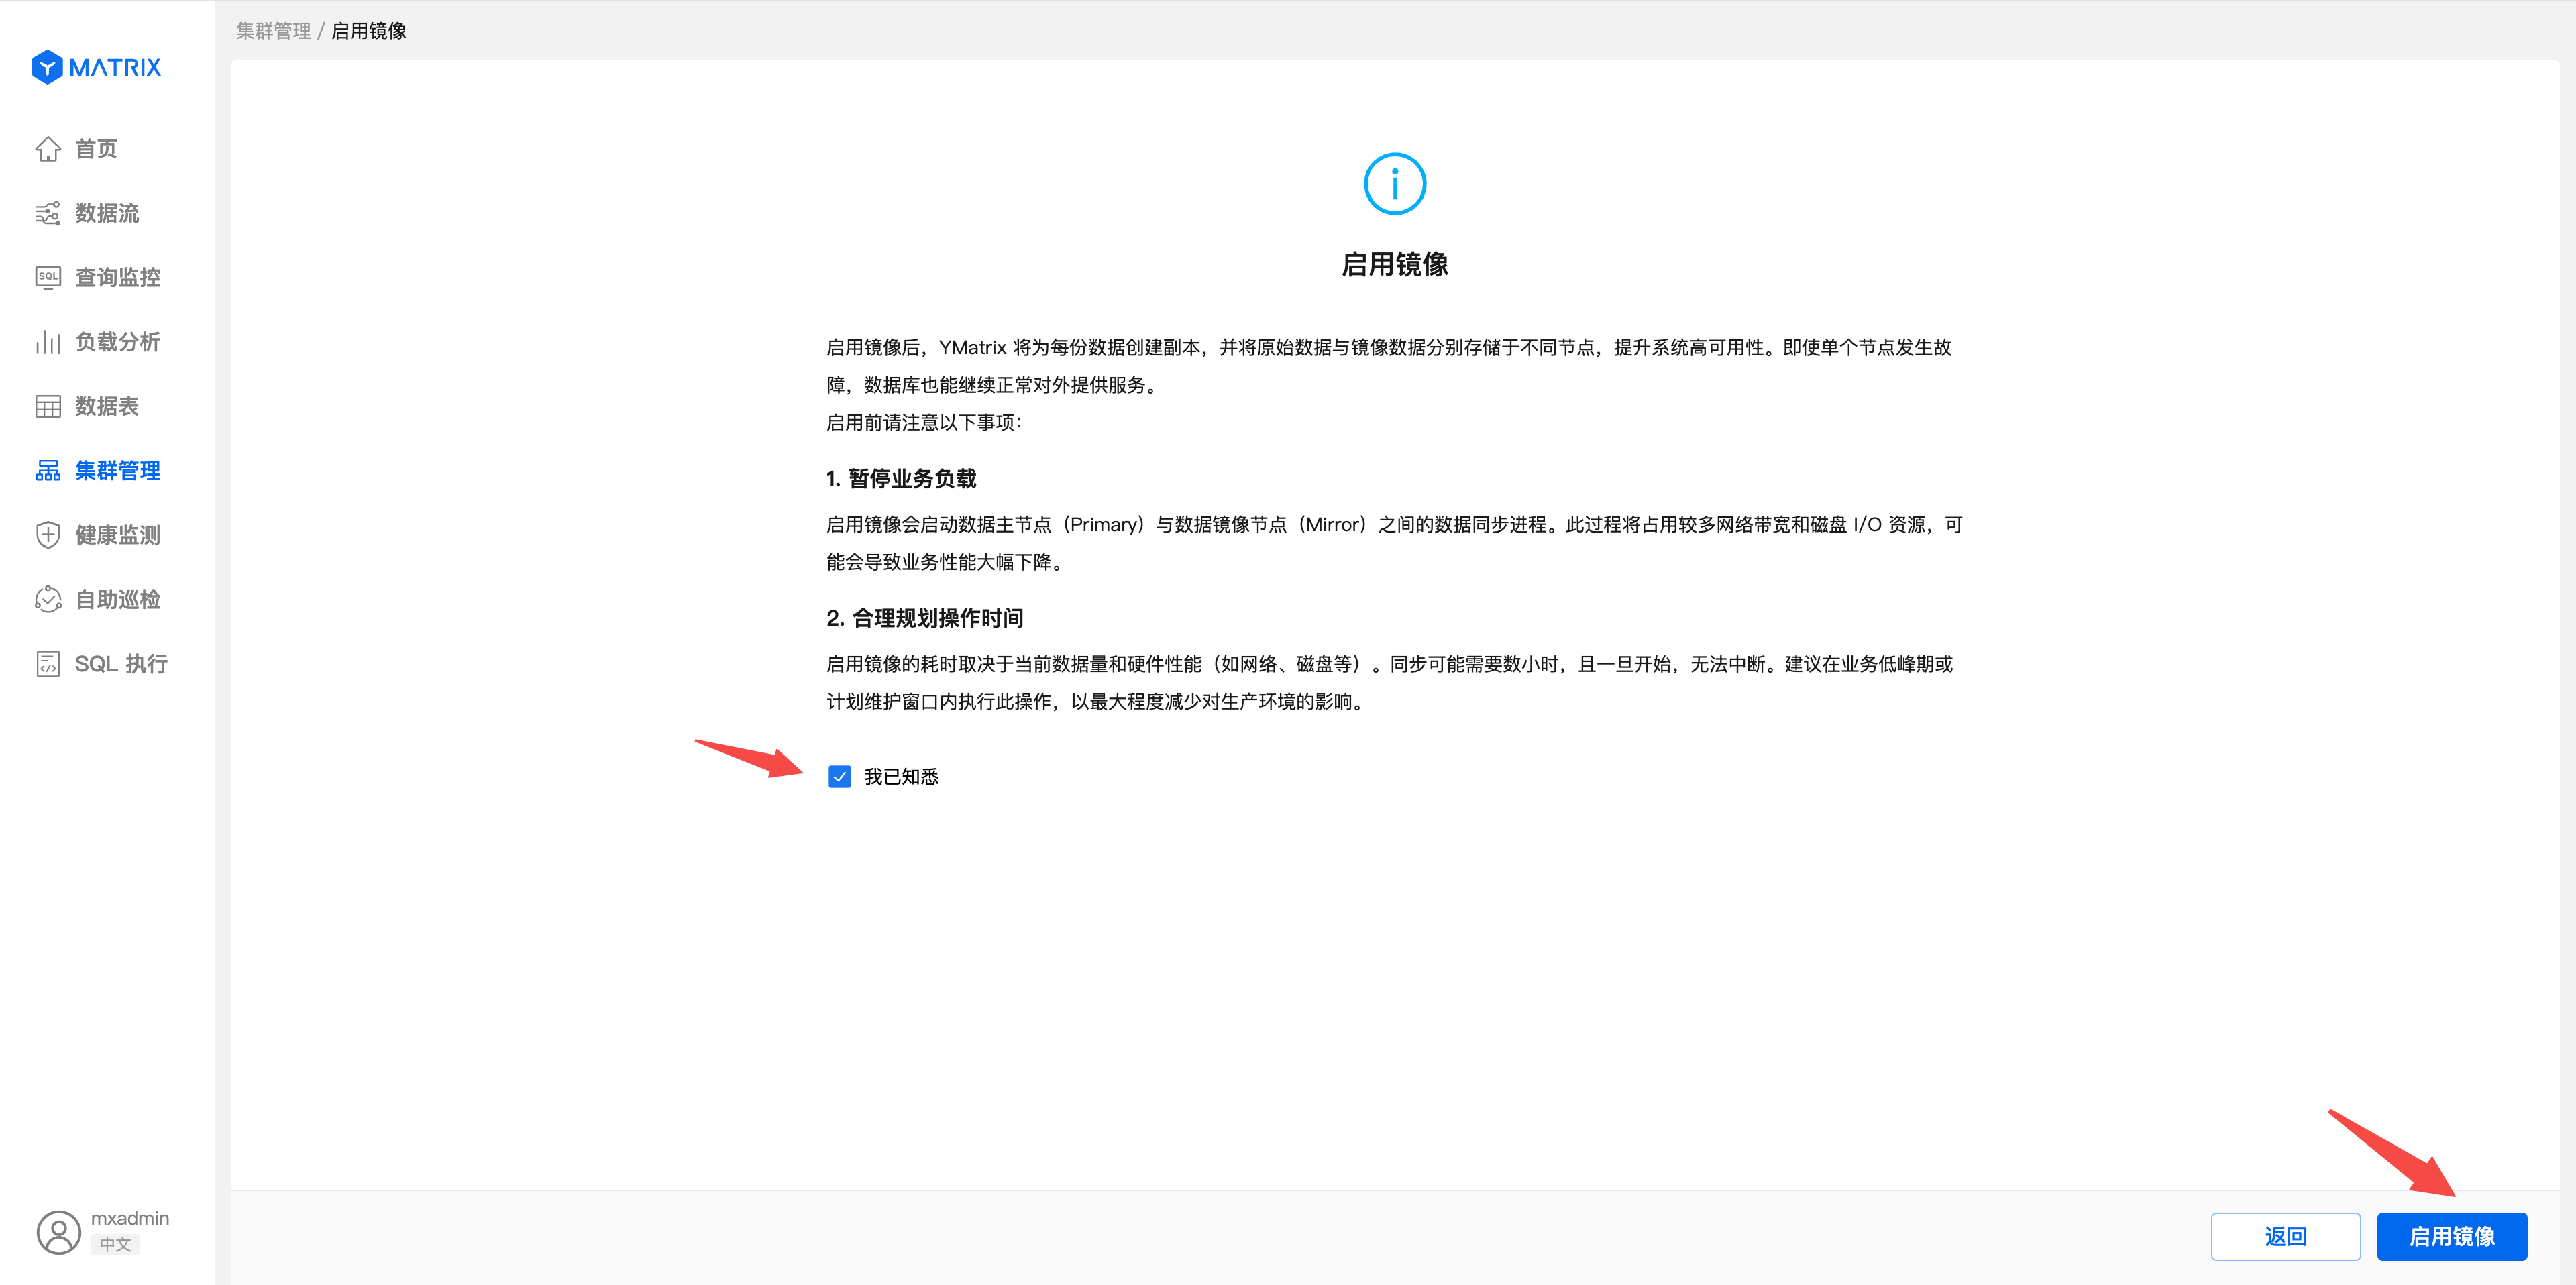 集群管理 / 启用镜像
YMATRIX
首页
数据流
SQL 查询监控
负载分析
数据表
集群管理
健康监测
自助巡检
SQL 执行
启用镜像
启用镜像后，YMatrix 将为每份数据创建副本，并将原始数据与镜像数据分别存储于不同节点，提升系统高可用性。即使单个节点发生故
障，数据库也能继续正常对外提供服务。
启用前请注意以下事项：
1. 暂停业务负载
启用镜像会启动数据主节点（Primary）与数据镜像节点（Mirror）之间的数据同步进程。此过程将占用较多网络带宽和磁盘 I/O 资源，可
能会导致业务性能大幅下降。
2. 合理规划操作时间
启用镜像的耗时取决于当前数据量和硬件性能（如网络、磁盘等）。同步可能需要数小时，且一旦开始，无法中断。建议在业务低峰期或
计划维护窗口内执行此操作，以最大程度减少对生产环境的影响。
我已知悉
mxadmin
中文
返回
启用镜像